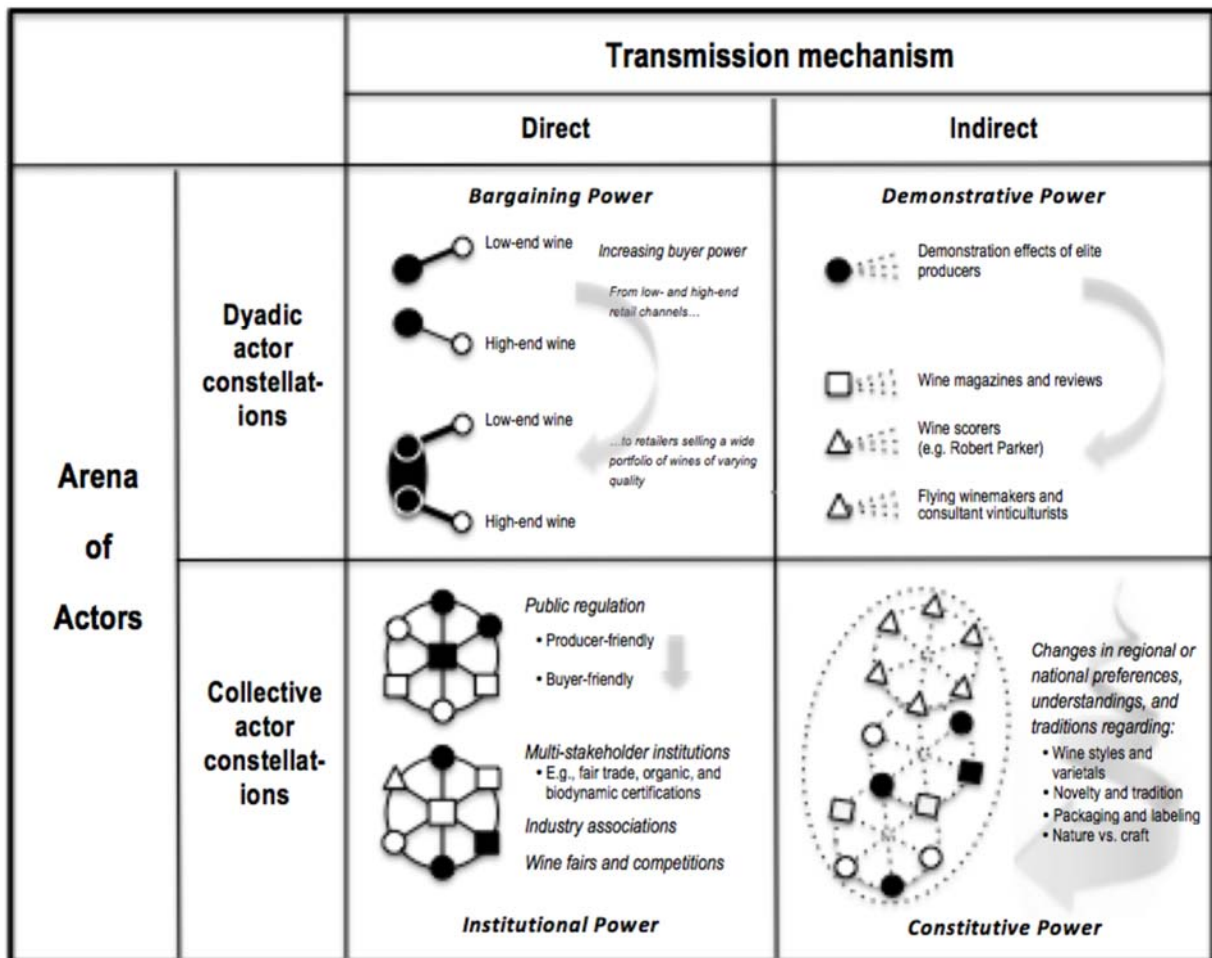 Transmission mechanism
Direct
Indirect
Arena
of
Actors
Dyadic
actor
constellat-
ions
Bargaining Power
Low-end wine
Increasing buyer power
From low- and high-end
retail channels…
High-end wine
Low-end wine
…to retailers selling a wide
portfolio of wines of varying
quality
High-end wine
Demonstrative Power
Demonstration effects of elite
producers
Wine magazines and reviews
Wine scorers
(e.g. Robert Parker)
Flying winemakers and
consultant vinticulturists
Collective
actor
constellat-
ions
Public regulation
• Producer-friendly
• Buyer-friendly
Multi-stakeholder institutions
• E.g., fair trade, organic, and
biodynamic certifications
Industry associations
Wine fairs and competitions
Institutional Power
Changes in regional or
national preferences,
understandings, and
traditions regarding:
• Wine styles and
varietals
• Novelty and tradition
• Packaging and labeling
• Nature vs. craft
Constitutive Power